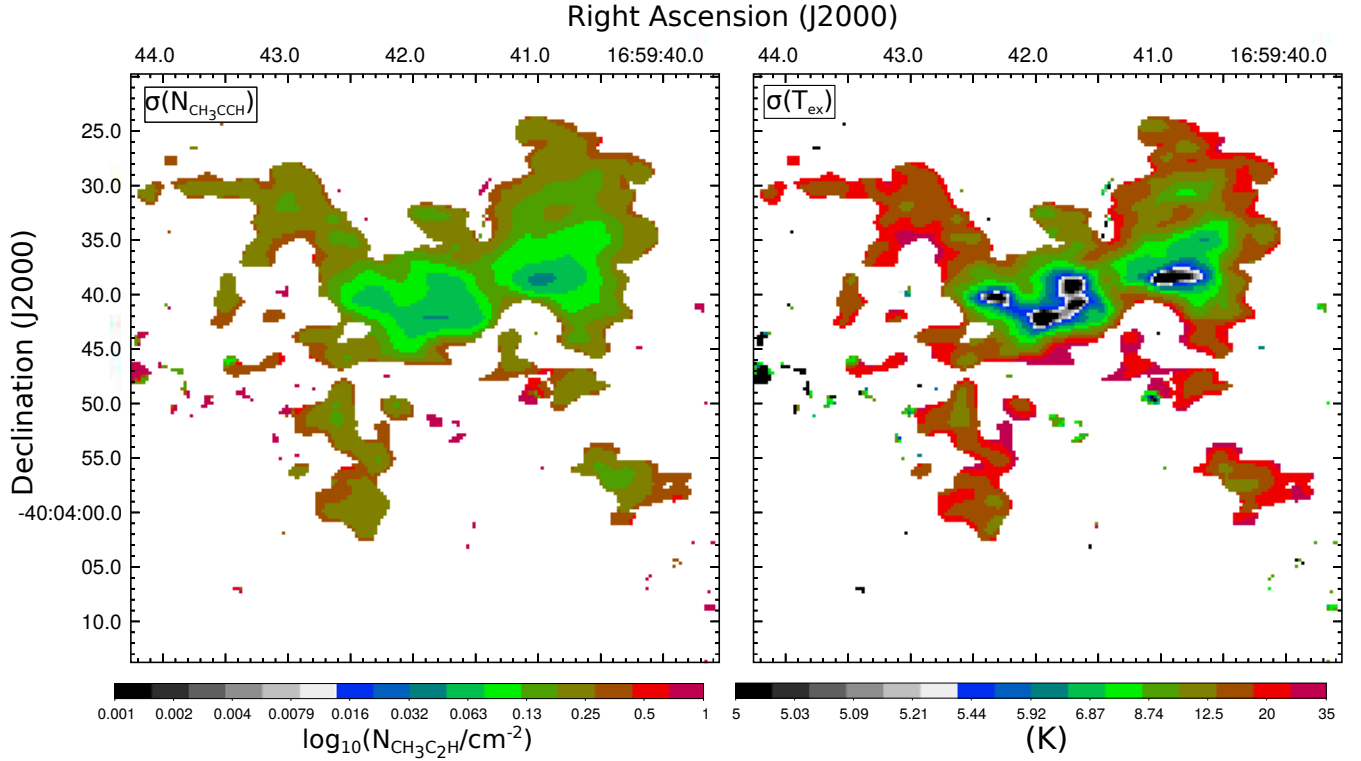 Right Ascension (J2000)
44.0 43.0 42.0 41.0 16:59:40.0
44.0 43.0 42.0 41.0 16:59:40.0
Declination (J2000)
σ(N_CH₃CCH)
σ(T_ex)
25.0
30.0
35.0
40.0
45.0
50.0
55.0
-40:04:00.0
05.0
10.0
0.001 0.002 0.004 0.0079 0.016 0.032 0.063 0.13 0.25 0.5 1
log₁₀(N_CH₃C₂H/cm⁻²)
5 5.03 5.09 5.21 5.44 5.92 6.87 8.74 12.5 20 35
(K)